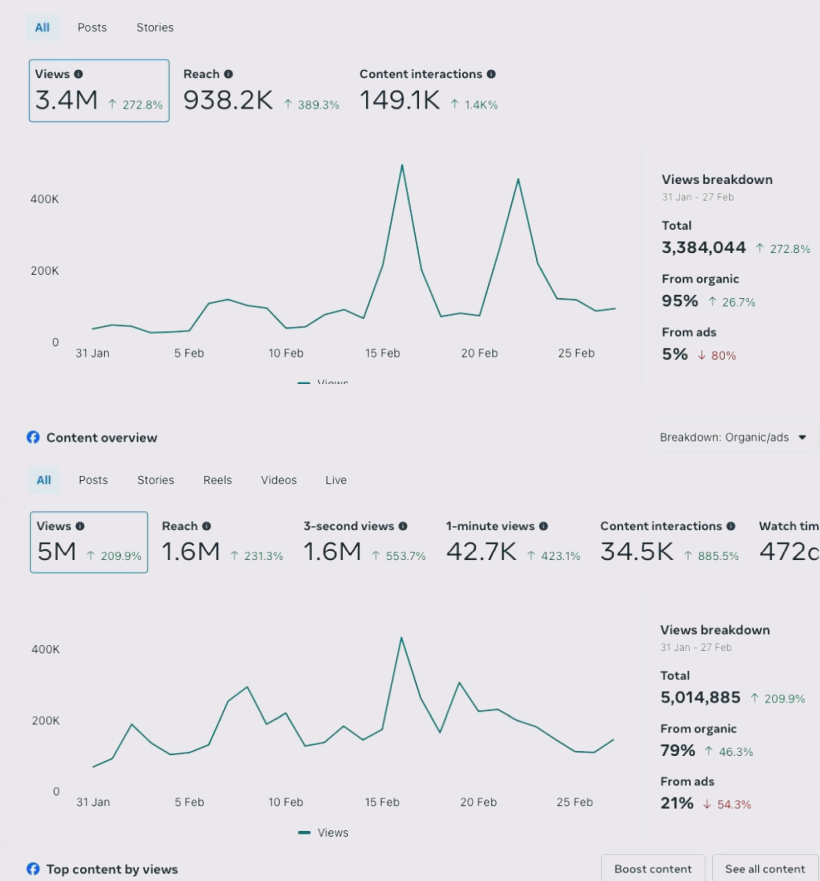 All Posts Stories
Views Reach Content interactions
3.4M ↑ 272.8% 938.2K ↑ 389.3% 149.1K ↑ 1.4K%
400K
200K
0
31 Jan 5 Feb 10 Feb 15 Feb 20 Feb 25 Feb
Views
Views breakdown
31 Jan - 27 Feb
Total
3,384,044 ↑ 272.8%
From organic
95% ↑ 26.7%
From ads
5% ↓ 80%
Content overview
Breakdown: Organic/ads
All Posts Stories Reels Videos Live
Views Reach 3-second views 1-minute views Content interactions Watch tim
5M ↑ 209.9% 1.6M ↑ 231.3% 1.6M ↑ 553.7% 42.7K ↑ 423.1% 34.5K ↑ 885.5% 472
400K
200K
0
31 Jan 5 Feb 10 Feb 15 Feb 20 Feb 25 Feb
Views
Views breakdown
31 Jan - 27 Feb
Total
5,014,885 ↑ 209.9%
From organic
79% ↑ 46.3%
From ads
21% ↓ 54.3%
Top content by views
Boost content See all content